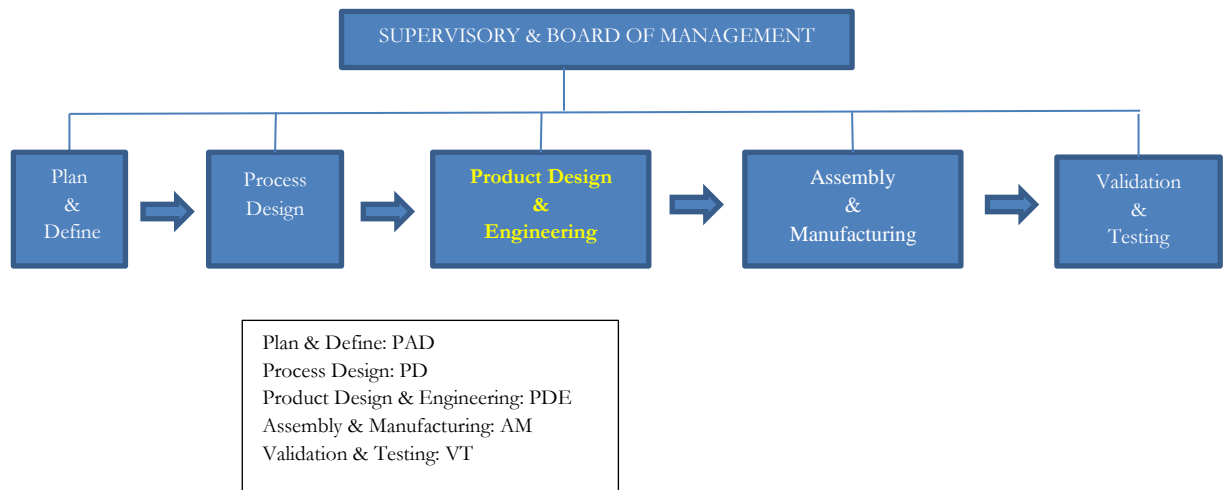 SUPERVISORY & BOARD OF MANAGEMENT
Plan
&
Define
Process
Design
Product Design
&
Engineering
Assembly
&
Manufacturing
Validation
&
Testing
Plan & Define: PAD
Process Design: PD
Product Design & Engineering: PDE
Assembly & Manufacturing: AM
Validation & Testing: VT